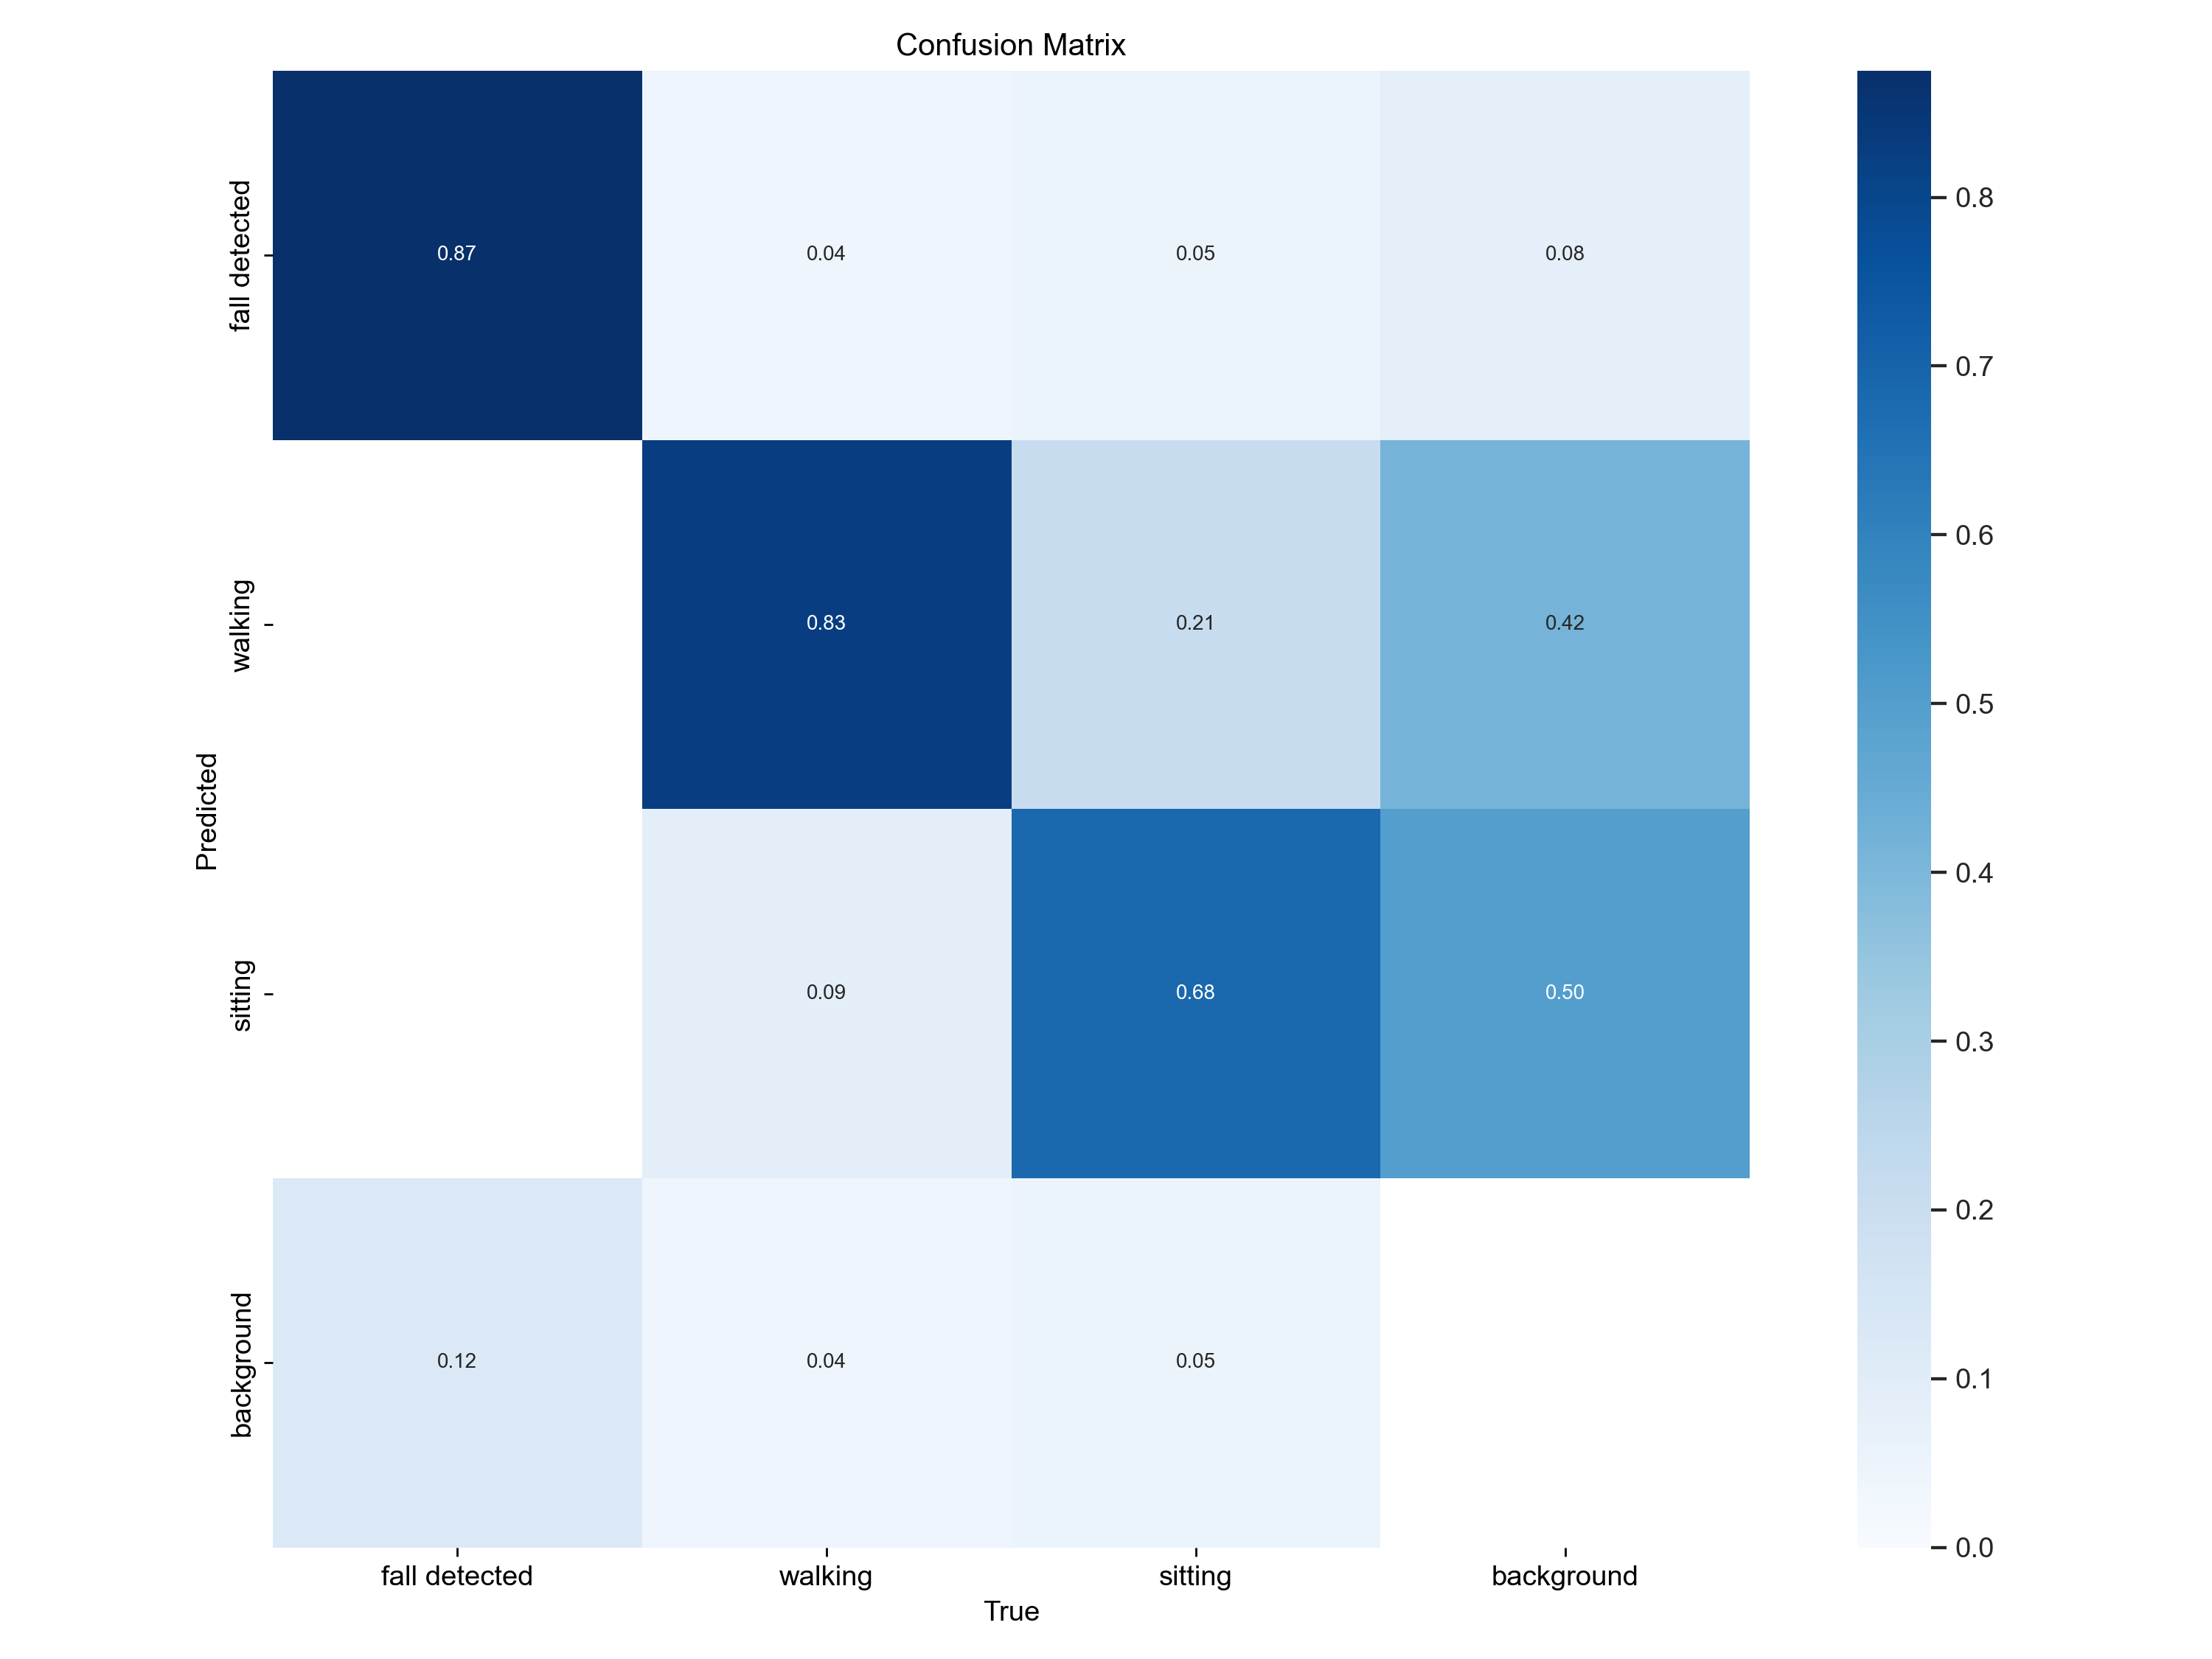 Confusion Matrix
fall detected
0.87
0.04
0.05
0.08
0.8
0.7
walking
0.83
0.21
0.42
0.6
0.5
Predicted
0.4
sitting
0.09
0.68
0.50
0.3
0.2
background
0.12
0.04
0.05
0.1
0.0
fall detected
walking
sitting
background
True